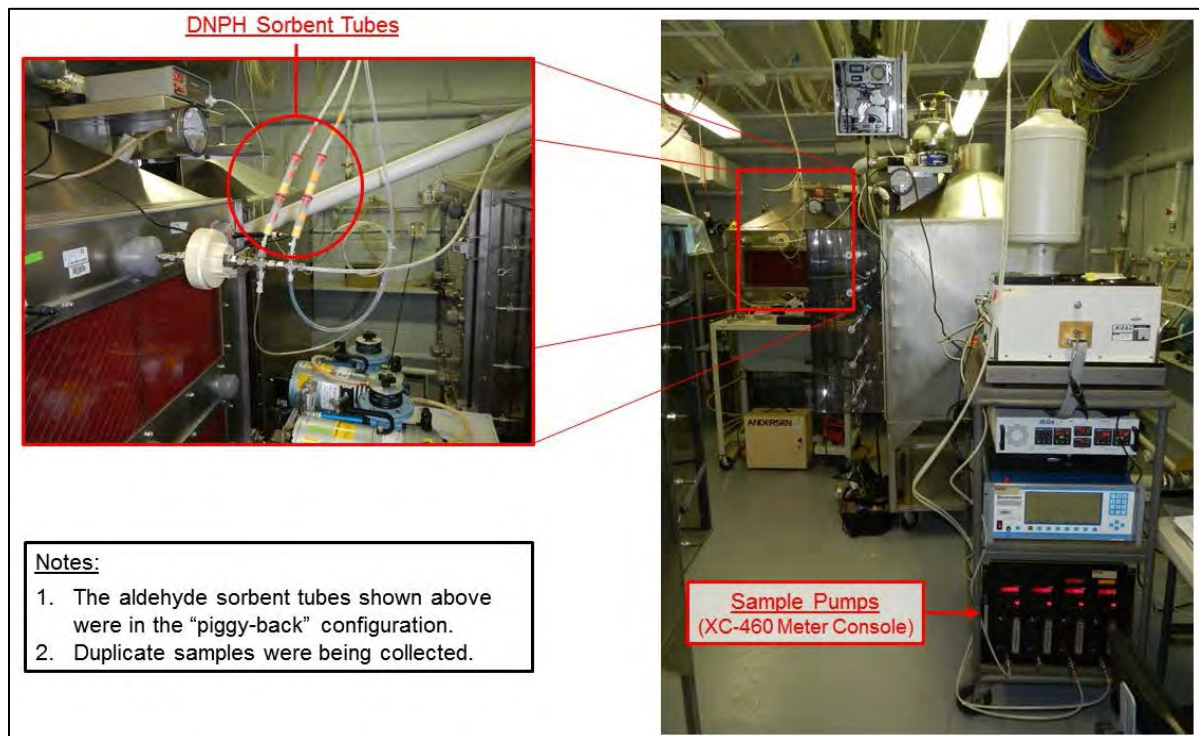 DNPH Sorbent Tubes
Notes:
1. The aldehyde sorbent tubes shown above
were in the “piggy-back” configuration.
2. Duplicate samples were being collected.
ANDERSEN
Sample Pumps
(XC-460 Meter Console)